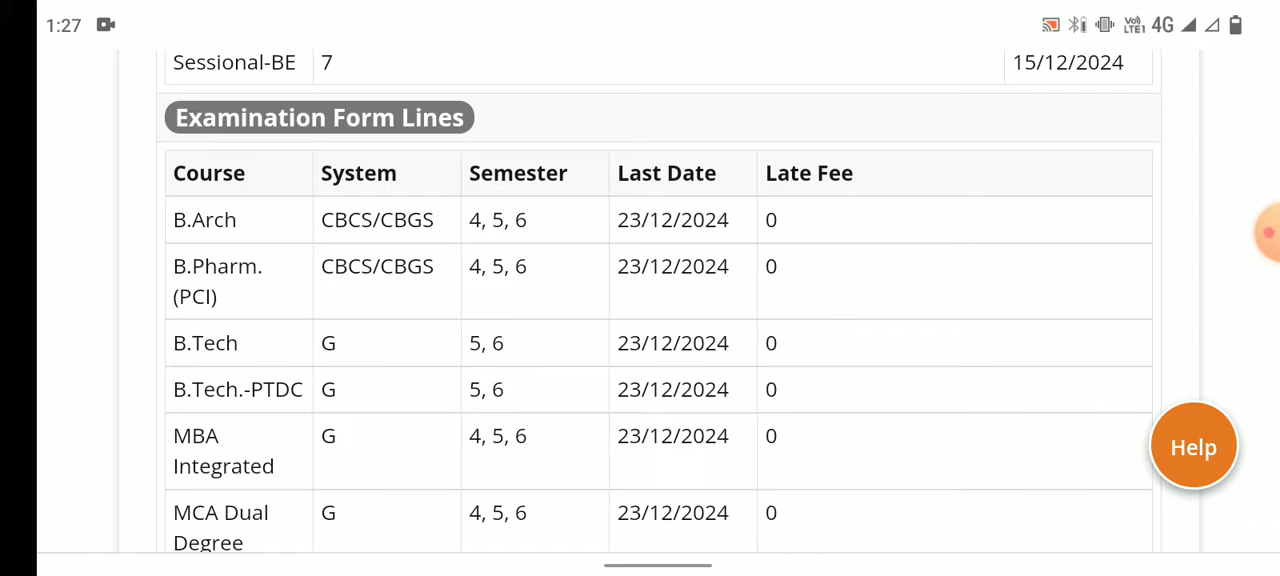 1:27 VoLTE1 4G
Sessional-BE 7 15/12/2024
Examination Form Lines
Course System Semester Last Date Late Fee
B.Arch CBCS/CBGS 4, 5, 6 23/12/2024 0
B.Pharm. CBCS/CBGS 4, 5, 6 23/12/2024 0
(PCI)
B.Tech G 5, 6 23/12/2024 0
B.Tech.-PTDC G 5, 6 23/12/2024 0
MBA G 4, 5, 6 23/12/2024 0
Integrated
Help
MCA Dual G 4, 5, 6 23/12/2024 0
Degree